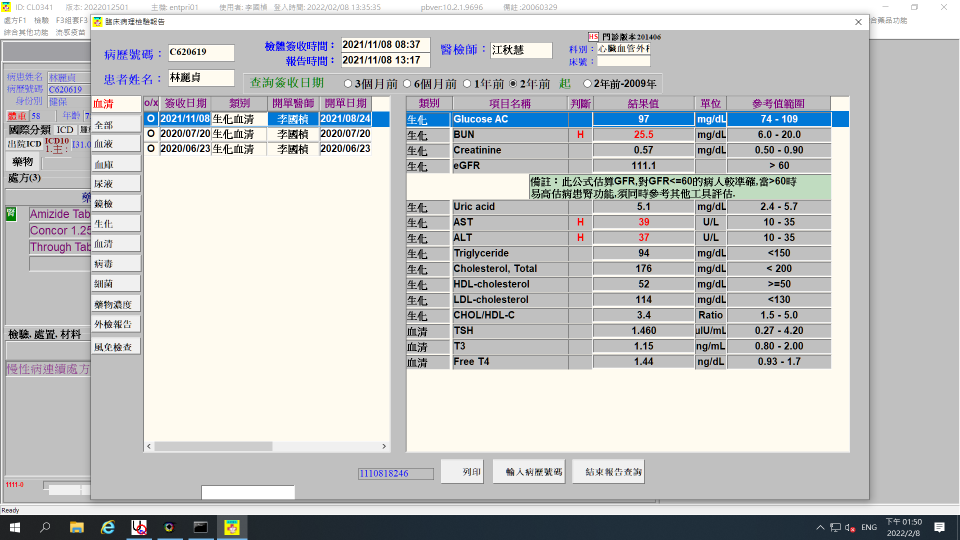 ID: CL0341 版本: 2022012501 主檔: entpri01 使用者: 李國楨 登入時間: 2022/02/08 13:35:35 pbver:10.2.1.9696 備註:20060329
處方F1 檢驗 F3組套F3
綜合其他功能 流感疫苗
臨床病理檢驗報告
病歷號碼: C620619
檢體簽收時間: 2021/11/08 08:37
報告時間: 2021/11/08 13:17
醫檢師: 江秋慧
HS 門診版本201406
科別: 心臟血管外科
床號:
患者姓名: 林麗貞
查詢簽收日期 3個月前 6個月前 1年前 2年前 起 2年前-2009年
病患姓名 林麗貞
病歷號碼 C620619
身份別 健保
體重 58 年齡
國際分類 ICD
出院ICD ICD10
1.主:
藥物
處方(3)
腎
Amizide Tab
Concor 1.25
Through Tab
檢驗, 處置, 材料
慢性病連續處方
1111-0
血清
全部
血液
血庫
尿液
鏡檢
生化
血清
病毒
細菌
藥物濃度
外檢報告
風免檢查
o/x 簽收日期 類別 開單醫師 開單日期
O 2021/11/08 生化血清 李國楨 2021/08/24
O 2020/07/20 生化血清 李國楨 2020/07/20
O 2020/06/23 生化血清 李國楨 2020/06/23
類別 項目名稱 判斷 結果值 單位 參考值範圍
生化 Glucose AC 97 mg/dL 74 - 109
生化 BUN H 25.5 mg/dL 6.0 - 20.0
生化 Creatinine 0.57 mg/dL 0.50 - 0.90
生化 eGFR 111.1 > 60
備註: 此公式估算GFR,對GFR<=60的病人較準確,當>60時
易高估病患腎功能,須同時參考其他工具評估.
生化 Uric acid 5.1 mg/dL 2.4 - 5.7
生化 AST H 39 U/L 10 - 35
生化 ALT H 37 U/L 10 - 35
生化 Triglyceride 94 mg/dL <150
生化 Cholesterol, Total 176 mg/dL < 200
生化 HDL-cholesterol 52 mg/dL >=50
生化 LDL-cholesterol 114 mg/dL <130
生化 CHOL/HDL-C 3.4 Ratio 1.5 - 5.0
血清 TSH 1.460 uIU/mL 0.27 - 4.20
血清 T3 1.15 ng/mL 0.80 - 2.00
血清 Free T4 1.44 ng/dL 0.93 - 1.7
1110818246 列印 輸入病歷號碼 結束報告查詢
Ready
ENG 下午 01:50
2022/2/8